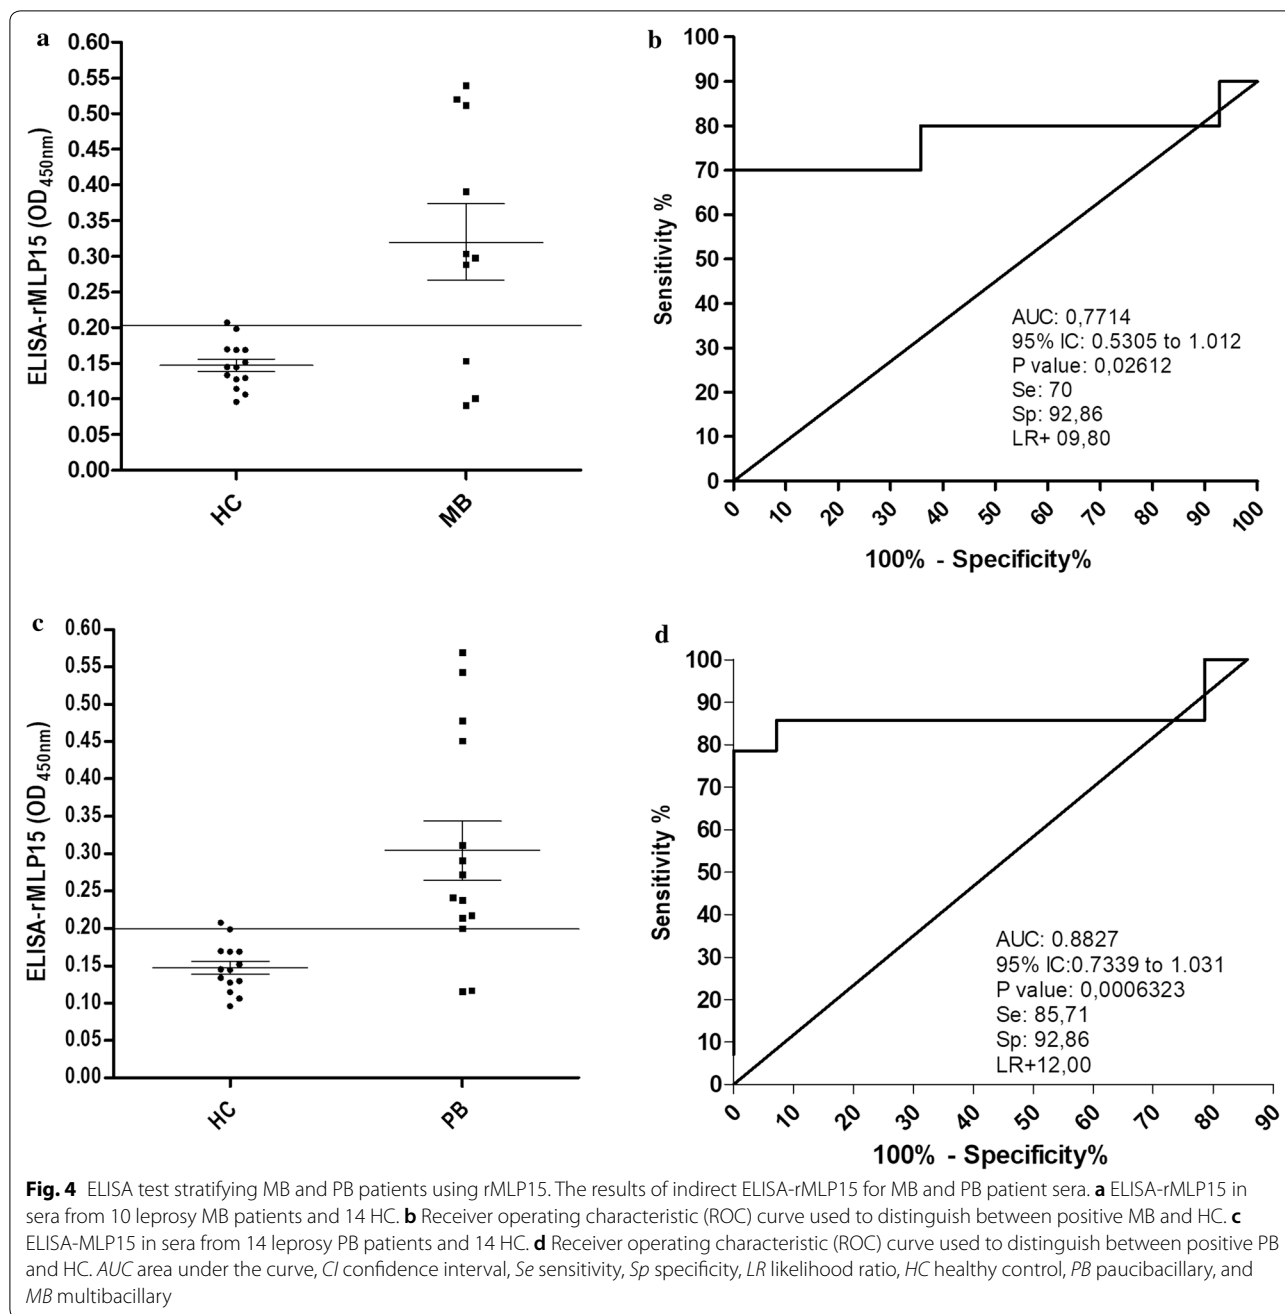 a
0.60
0.55
0.50
0.45
0.40
0.35
0.30
0.25
0.20
0.15
0.10
0.05
0.00
ELISA-rMLP15 (OD450nm)
HC
MB
b
100
90
80
70
60
50
40
30
20
10
0
Sensitivity %
AUC: 0,7714
95% IC: 0.5305 to 1.012
P value: 0,02612
Se: 70
Sp: 92,86
LR+ 09,80
0 10 20 30 40 50 60 70 80 90 100
100% - Specificity%
c
0.60
0.55
0.50
0.45
0.40
0.35
0.30
0.25
0.20
0.15
0.10
0.05
0.00
ELISA-rMLP15 (OD450nm)
HC
PB
d
100
90
80
70
60
50
40
30
20
10
0
Sensitivity %
AUC: 0.8827
95% IC:0.7339 to 1.031
P value: 0,0006323
Se: 85,71
Sp: 92,86
LR+12,00
0 10 20 30 40 50 60 70 80 90
100% - Specificity%
Fig. 4 ELISA test stratifying MB and PB patients using rMLP15. The results of indirect ELISA-rMLP15 for MB and PB patient sera. a ELISA-rMLP15 in
sera from 10 leprosy MB patients and 14 HC. b Receiver operating characteristic (ROC) curve used to distinguish between positive MB and HC. c
ELISA-MLP15 in sera from 14 leprosy PB patients and 14 HC. d Receiver operating characteristic (ROC) curve used to distinguish between positive PB
and HC. AUC area under the curve, CI confidence interval, Se sensitivity, Sp specificity, LR likelihood ratio, HC healthy control, PB paucibacillary, and
MB multibacillary